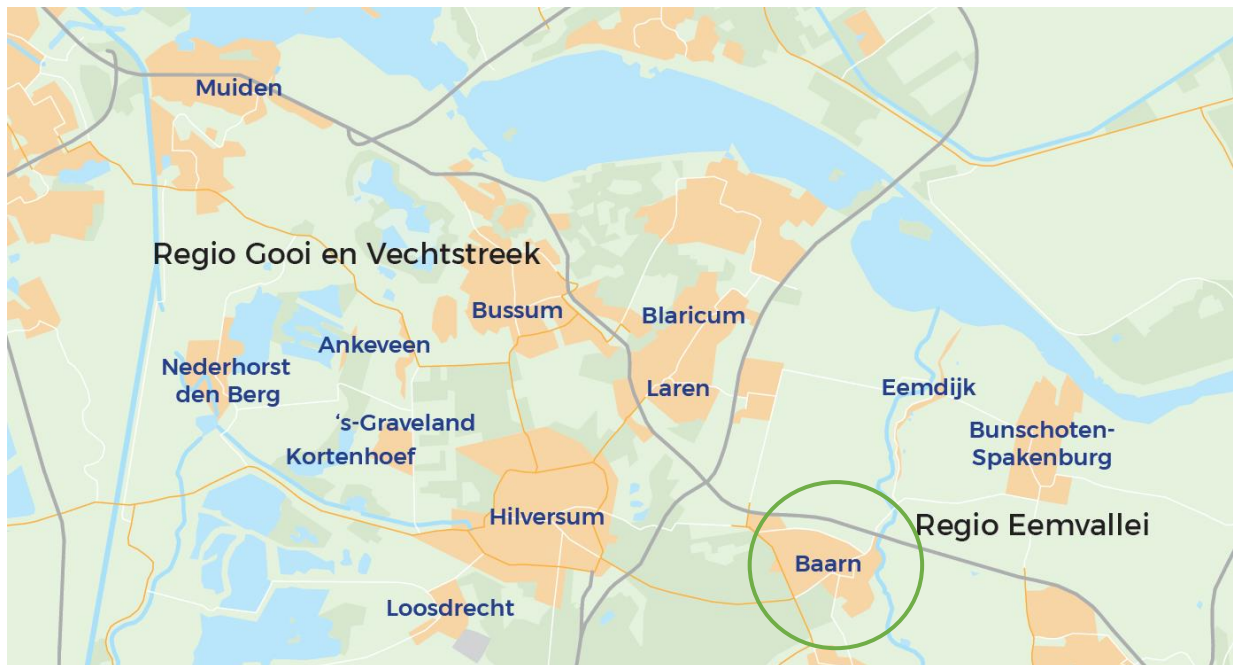 Muiden
Regio Gooi en Vechtstreek
Bussum
Blaricum
Ankeveen
Nederhorst
den Berg
Laren
Eemdijk
‘s-Graveland
Bunschoten-
Spakenburg
Kortenhoef
Hilversum
Regio Eemvallei
Baarn
Loosdrecht